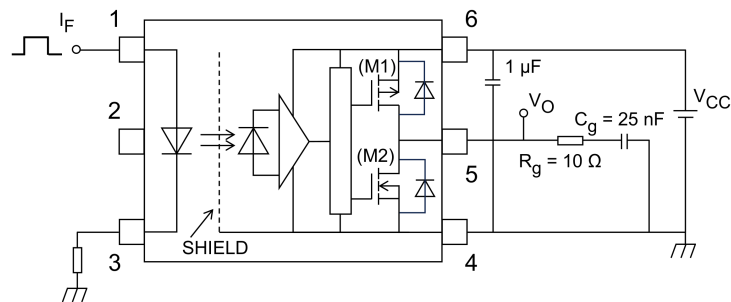 1
6
I_F
(M1)
1 µF
V_CC
2
V_O
C_g = 25 nF
(M2)
5
R_g = 10 Ω
3
SHIELD
4